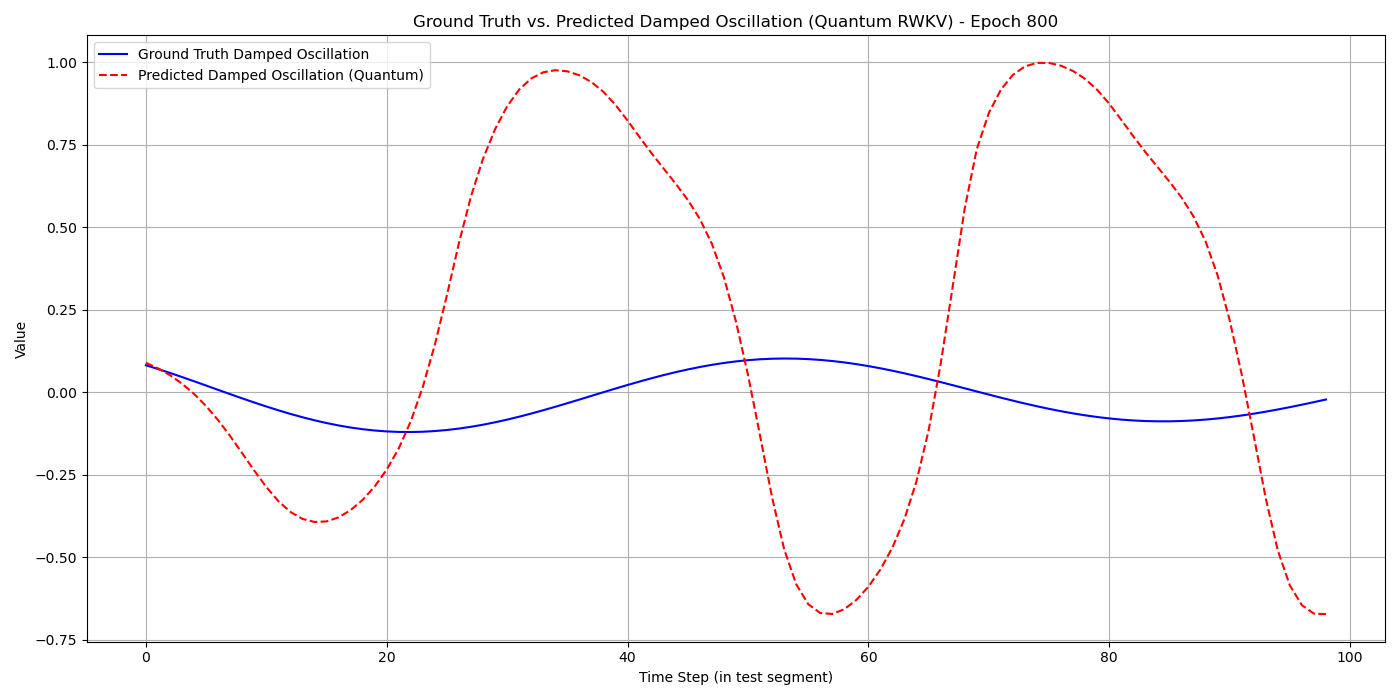 Ground Truth vs. Predicted Damped Oscillation (Quantum RWKV) - Epoch 800
Ground Truth Damped Oscillation
Predicted Damped Oscillation (Quantum)
Value
1.00
0.75
0.50
0.25
0.00
−0.25
−0.50
−0.75
0 20 40 60 80 100
Time Step (in test segment)